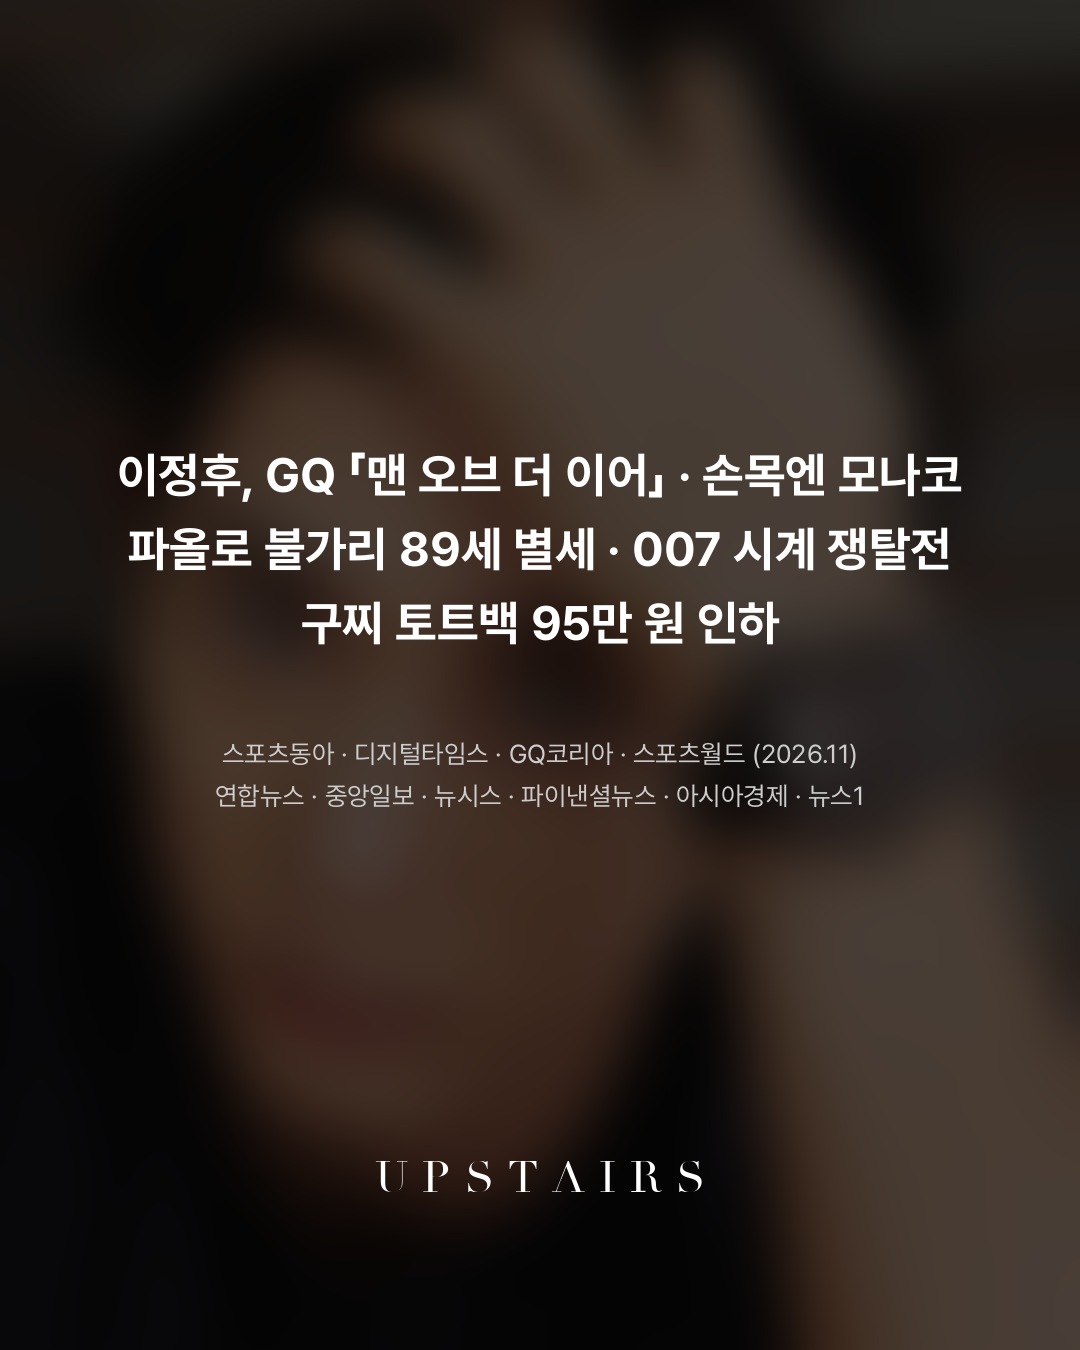 이정후, GQ 「맨 오브 더 이어」 · 손목엔 모나코
파올로 불가리 89세 별세 · 007 시계 쟁탈전
구찌 토트백 95만 원 인하
스포츠동아 · 디지털타임스 · GQ코리아 · 스포츠월드 (2026.11)
연합뉴스 · 중앙일보 · 뉴시스 · 파이낸셜뉴스 · 아시아경제 · 뉴스1
UPSTAIRS